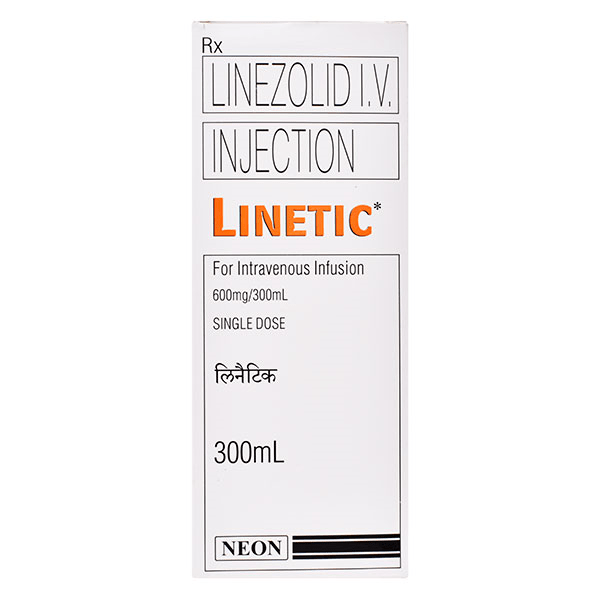 Rx
LINEZOLID I.V.
INJECTION
LINETIC*
For Intravenous Infusion
600mg/300mL
SINGLE DOSE
लिनैटिक
300mL
NEON